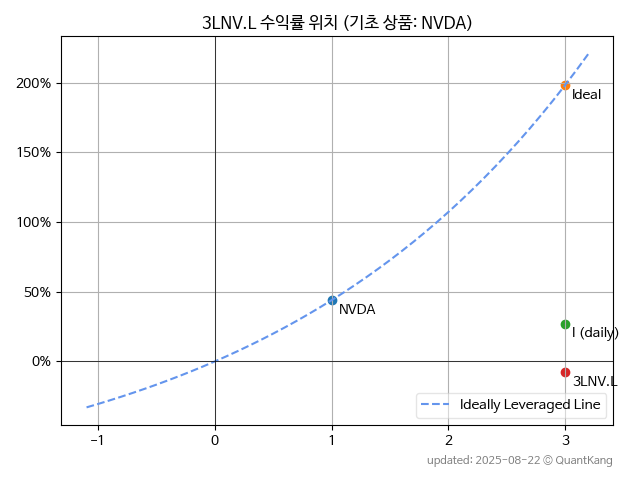 3LNV.L 수익률 위치 (기초 상품: NVDA)
200%
150%
100%
50%
0%
Ideal
NVDA
I (daily)
3LNV.L
Ideally Leveraged Line
−1
0
1
2
3
updated: 2025-08-22 © QuantKang